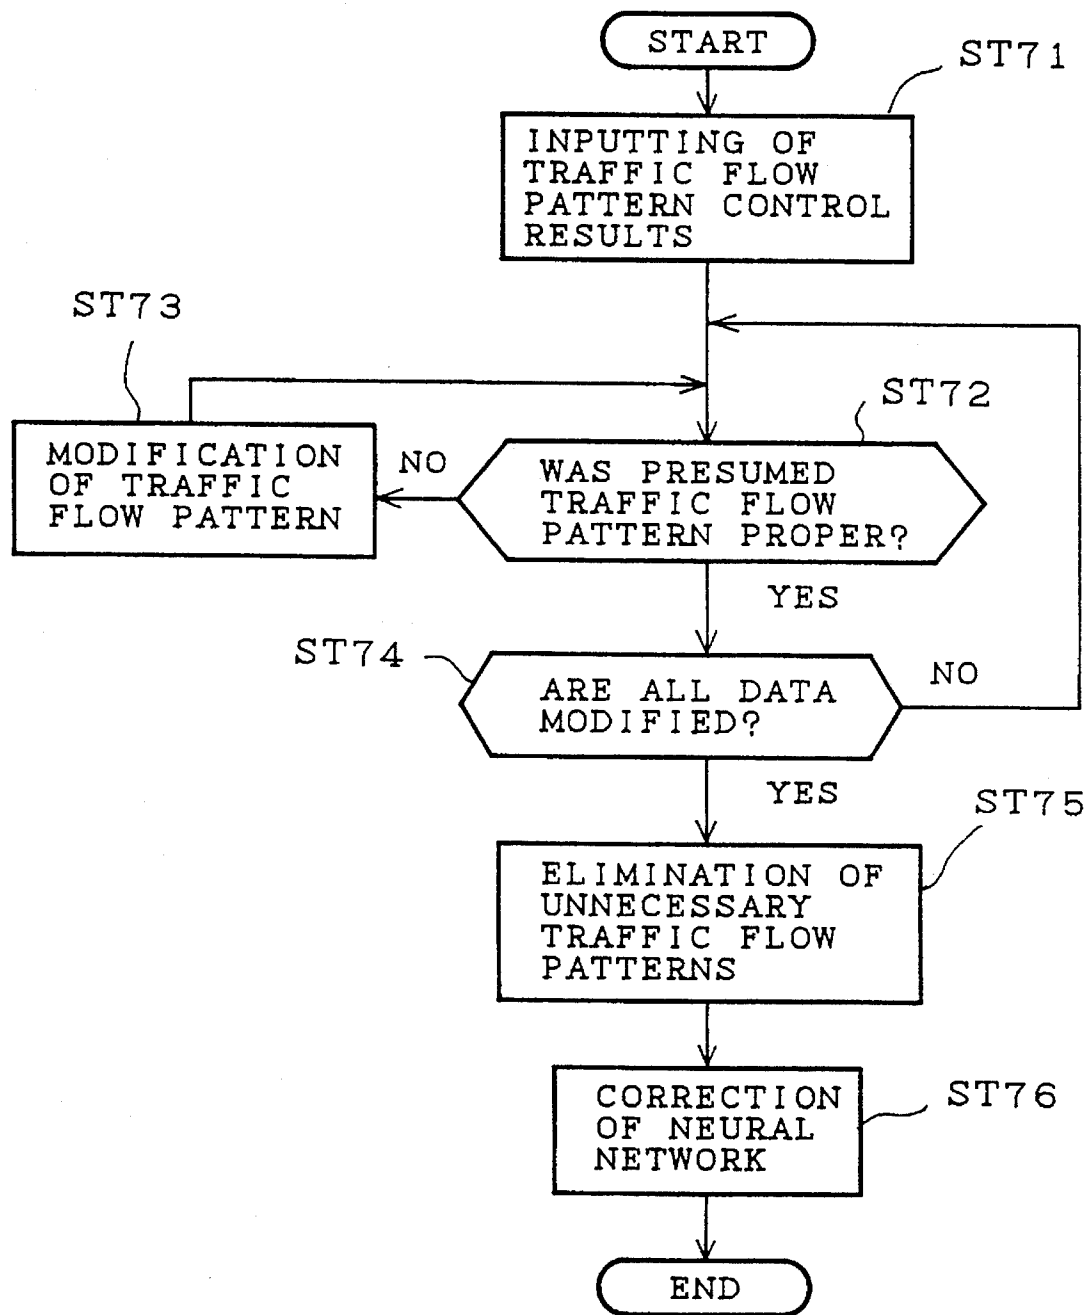 START
ST71
INPUTTING OF
TRAFFIC FLOW
PATTERN CONTROL
RESULTS
ST73
ST72
MODIFICATION
OF TRAFFIC
FLOW PATTERN
NO
WAS PRESUMED
TRAFFIC FLOW
PATTERN PROPER?
YES
ST74
ARE ALL DATA
MODIFIED?
NO
YES
ST75
ELIMINATION OF
UNNECESSARY
TRAFFIC FLOW
PATTERNS
ST76
CORRECTION
OF NEURAL
NETWORK
END